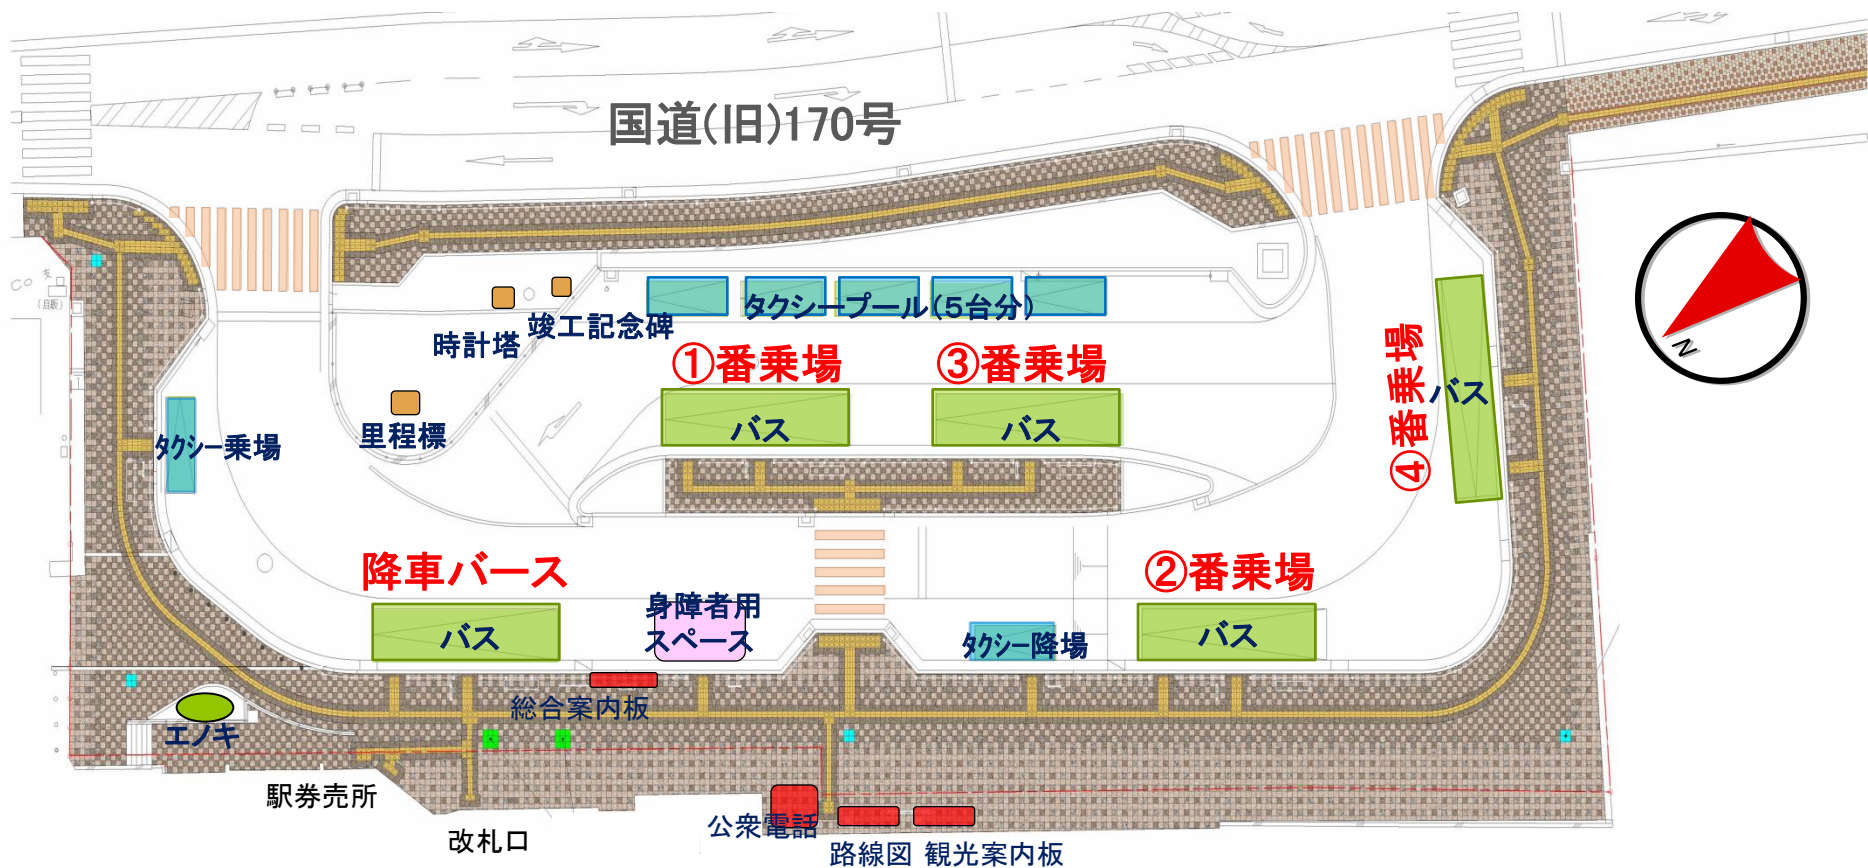 国道(旧)170号
支
(自販)
タクシープール(5台分)
竣工記念碑
時計塔
①番乗場
③番乗場
④番乗場
バス
バス
バス
里程標
タクシー乗場
N
降車バース
②番乗場
身障者用
スペース
バス
タクシー降場
バス
総合案内板
エノキ
駅券売所
改札口
公衆電話
路線図
観光案内板